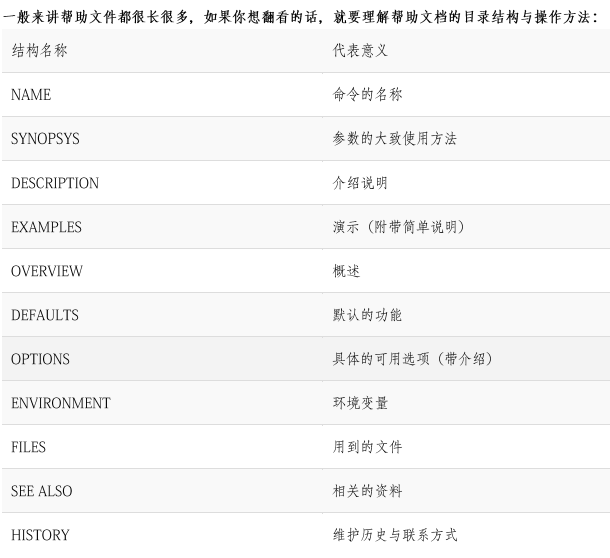 一般来讲帮助文件都很长很多，如果你想翻看的话，就要理解帮助文档的目录结构与操作方法：
结构名称 代表意义
NAME 命令的名称
SYNOPSYS 参数的大致使用方法
DESCRIPTION 介绍说明
EXAMPLES 演示（附带简单说明）
OVERVIEW 概述
DEFAULTS 默认的功能
OPTIONS 具体的可用选项（带介绍）
ENVIRONMENT 环境变量
FILES 用到的文件
SEE ALSO 相关的资料
HISTORY 维护历史与联系方式